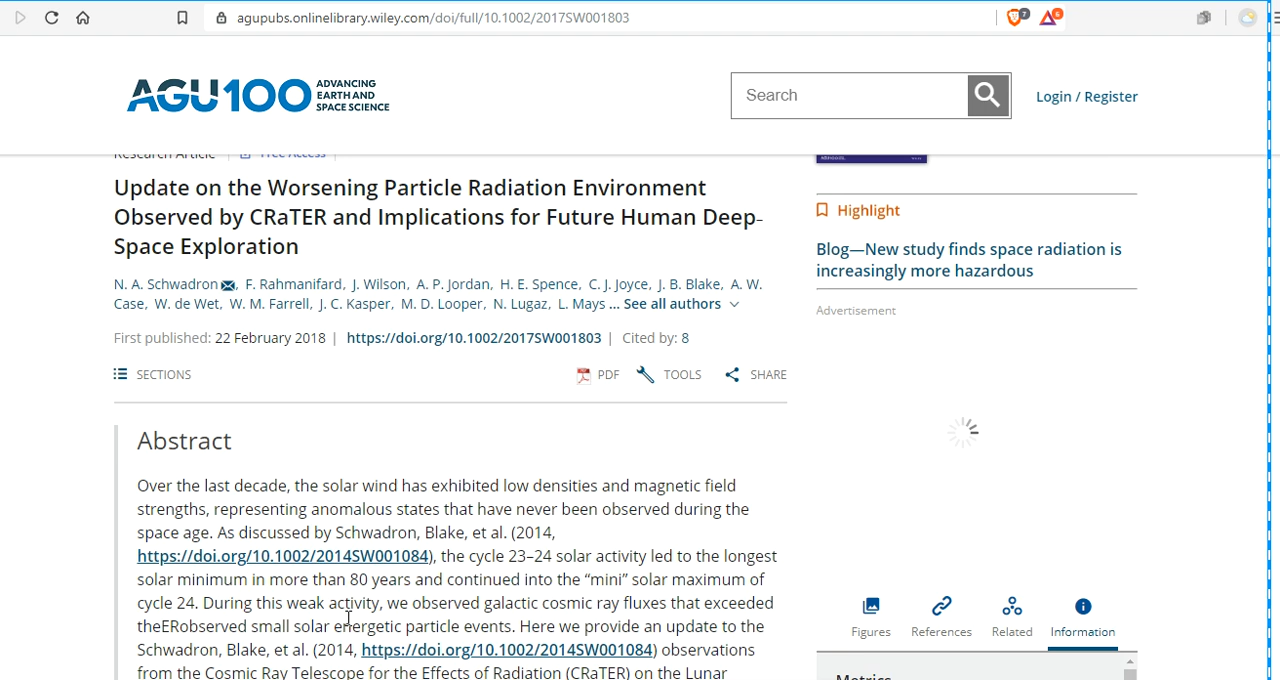 agupubs.onlinelibrary.wiley.com/doi/full/10.1002/2017SW001803
7
6
AGU100 ADVANCING EARTH AND SPACE SCIENCE
Search
Login / Register
Research Article
Free Access
Update on the Worsening Particle Radiation Environment
Observed by CRaTER and Implications for Future Human Deep-
Space Exploration
N. A. Schwadron, F. Rahmanifard, J. Wilson, A. P. Jordan, H. E. Spence, C. J. Joyce, J. B. Blake, A. W.
Case, W. de Wet, W. M. Farrell, J. C. Kasper, M. D. Looper, N. Lugaz, L. Mays ... See all authors
First published: 22 February 2018 | https://doi.org/10.1002/2017SW001803 | Cited by: 8
SECTIONS
PDF
TOOLS
SHARE
Abstract
Over the last decade, the solar wind has exhibited low densities and magnetic field
strengths, representing anomalous states that have never been observed during the
space age. As discussed by Schwadron, Blake, et al. (2014,
https://doi.org/10.1002/2014SW001084), the cycle 23–24 solar activity led to the longest
solar minimum in more than 80 years and continued into the “mini” solar maximum of
cycle 24. During this weak activity, we observed galactic cosmic ray fluxes that exceeded
theERobserved small solar energetic particle events. Here we provide an update to the
Schwadron, Blake, et al. (2014, https://doi.org/10.1002/2014SW001084) observations
from the Cosmic Ray Telescope for the Effects of Radiation (CRaTER) on the Lunar
Highlight
Blog—New study finds space radiation is
increasingly more hazardous
Advertisement
Figures
References
Related
Information
Metrics